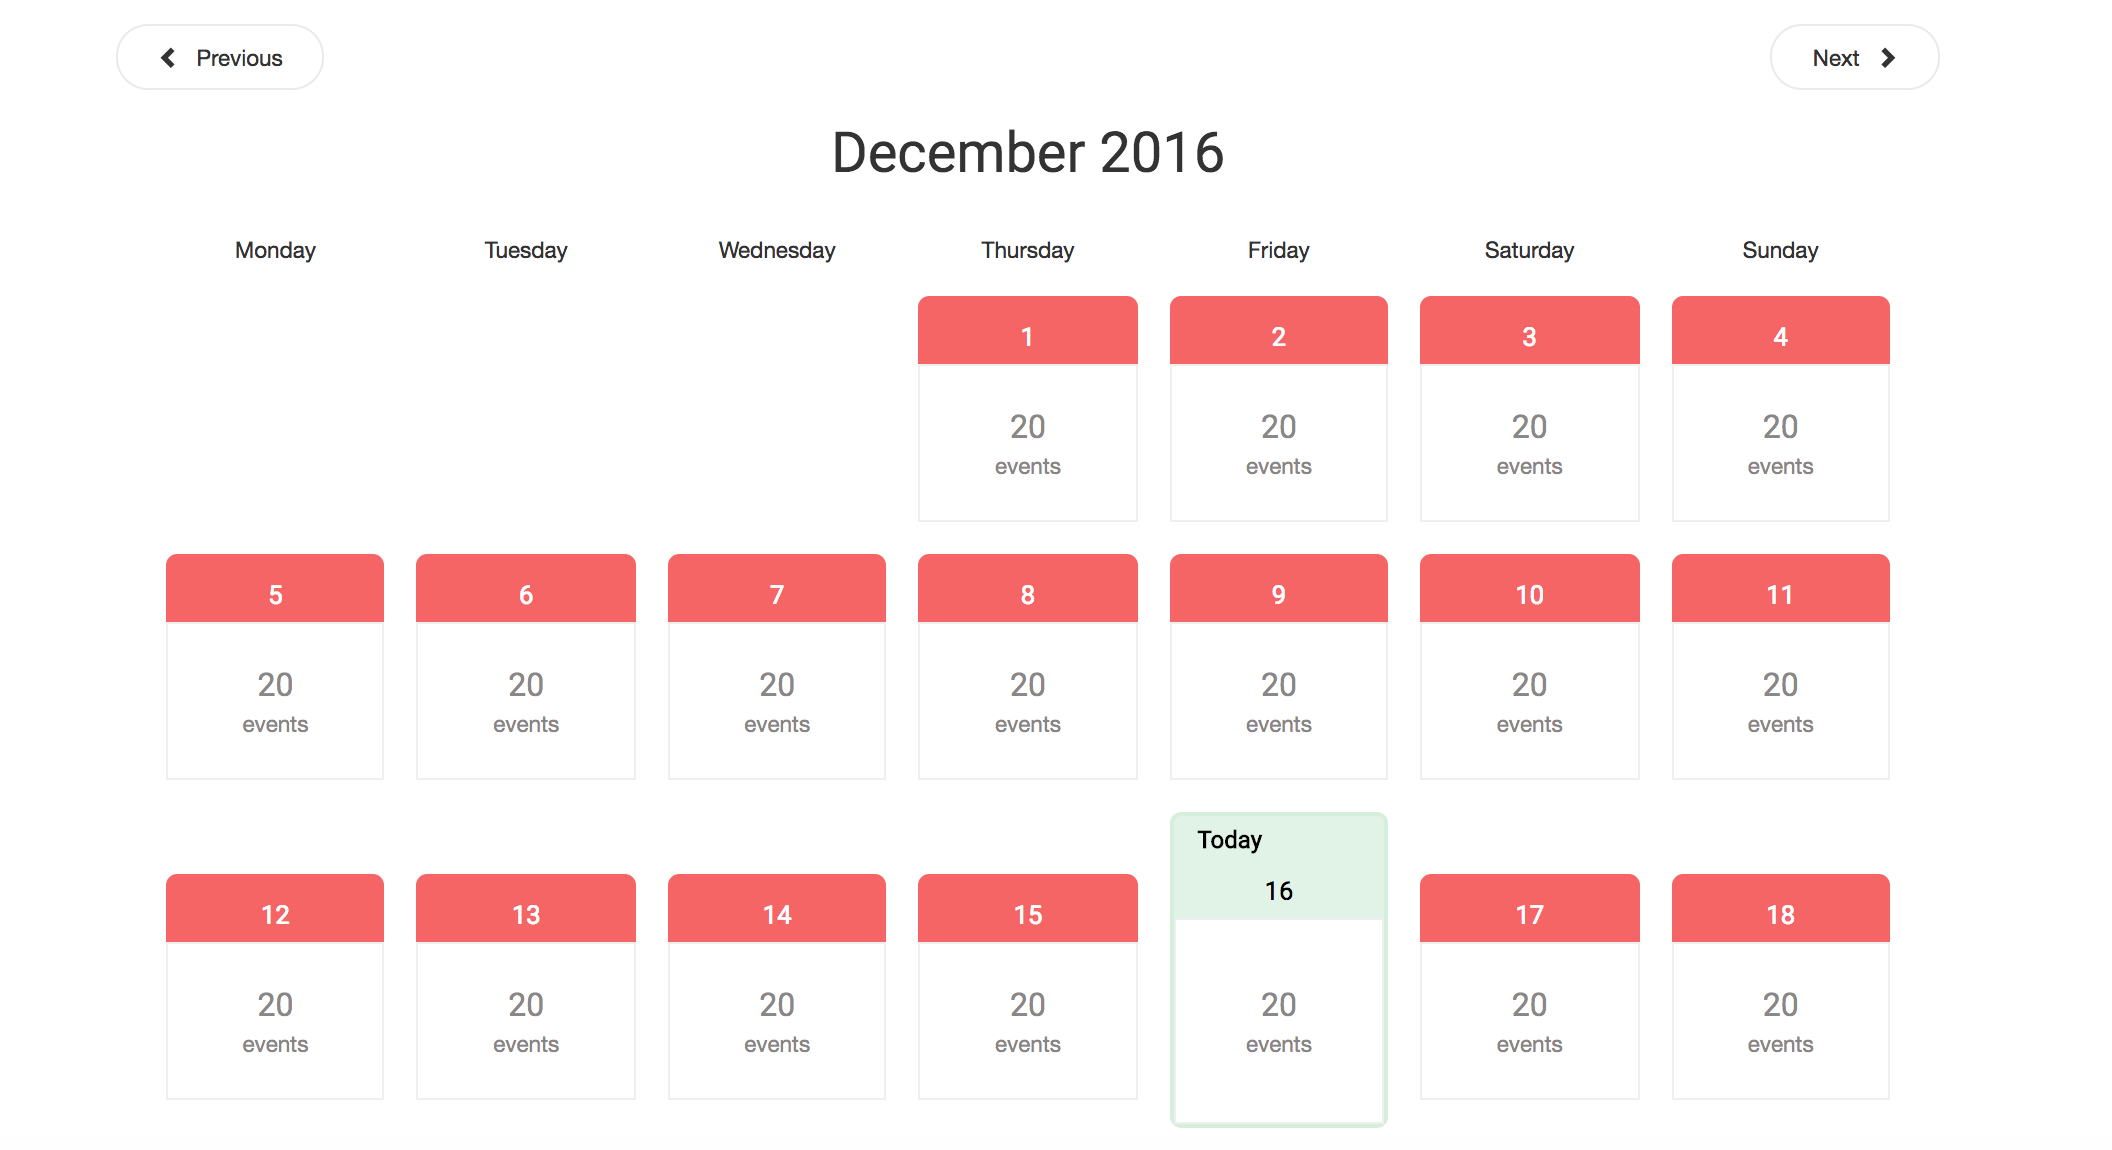 Previous
Next
December 2016
Monday Tuesday Wednesday Thursday Friday Saturday Sunday
1 2 3 4
20 20 20 20
events events events events
5 6 7 8 9 10 11
20 20 20 20 20 20 20
events events events events events events events
Today
16
12 13 14 15 17 18
20 20 20 20 20 20 20
events events events events events events events